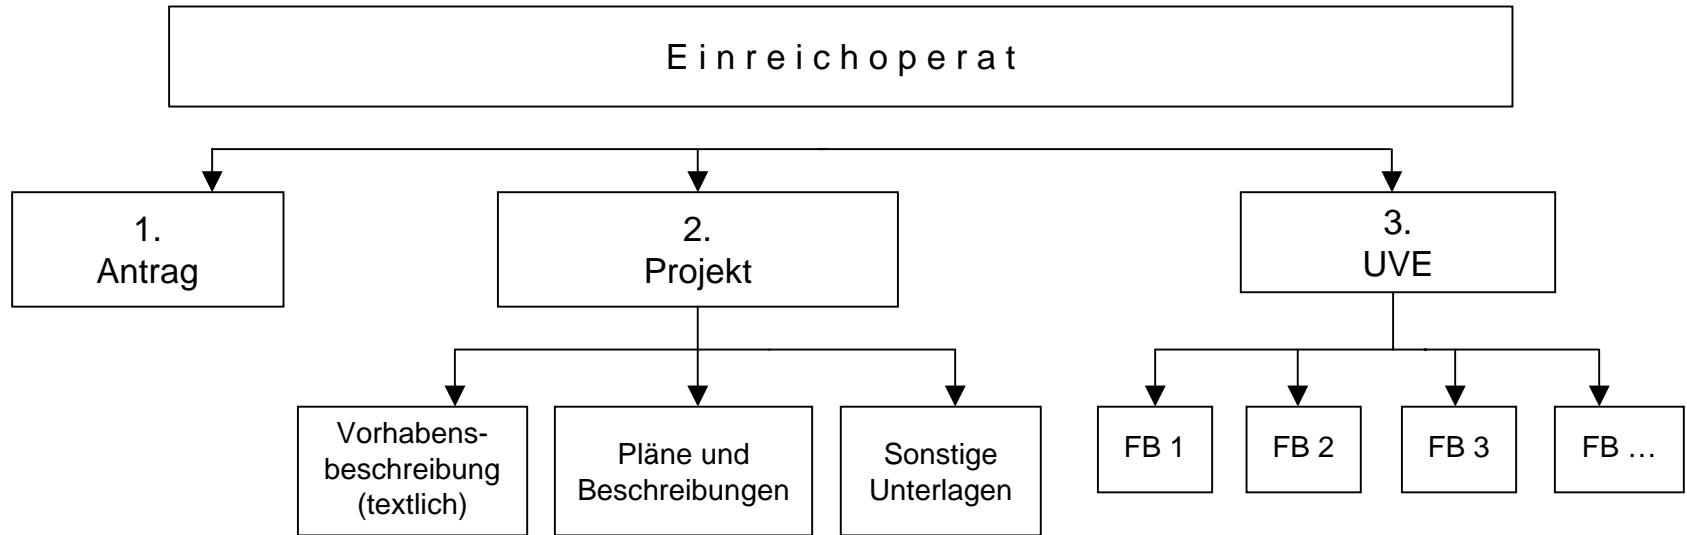 Einreichoperat
1.
Antrag
2.
Projekt
3.
UVE
Vorhabens-
beschreibung
(textlich)
Pläne und
Beschreibungen
Sonstige
Unterlagen
FB 1
FB 2
FB 3
FB …